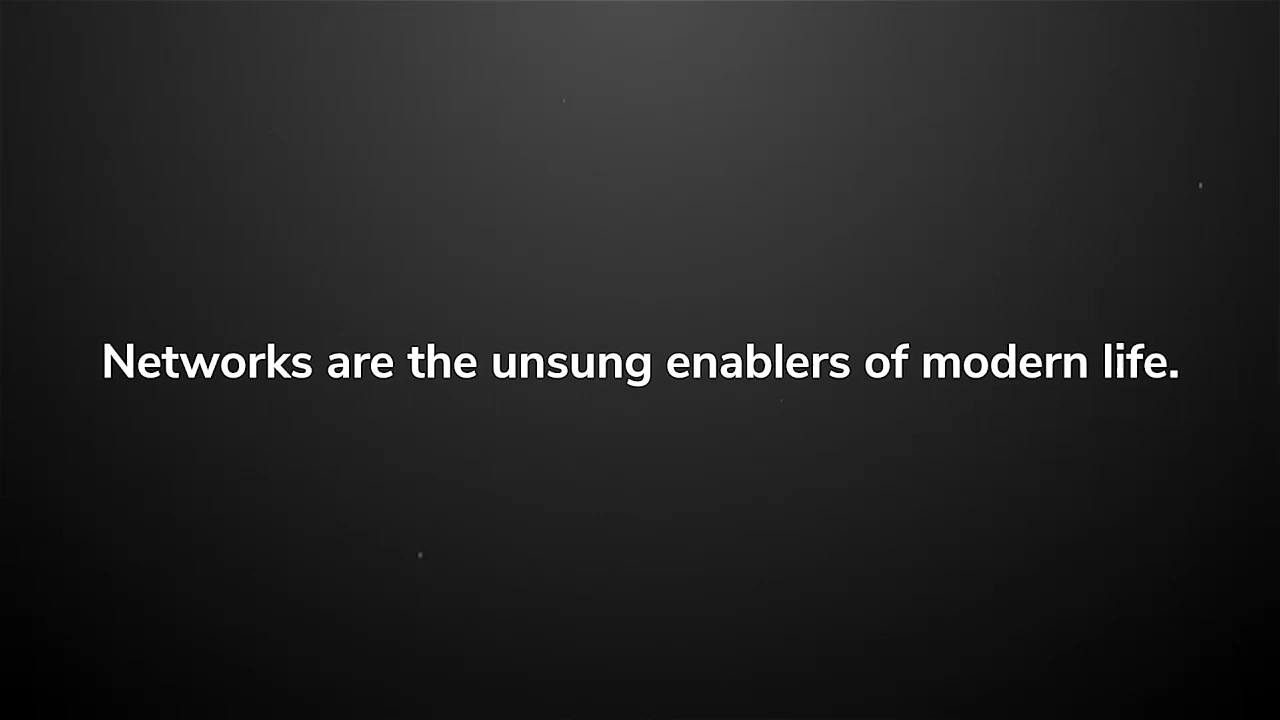 Networks are the unsung enablers of modern life.